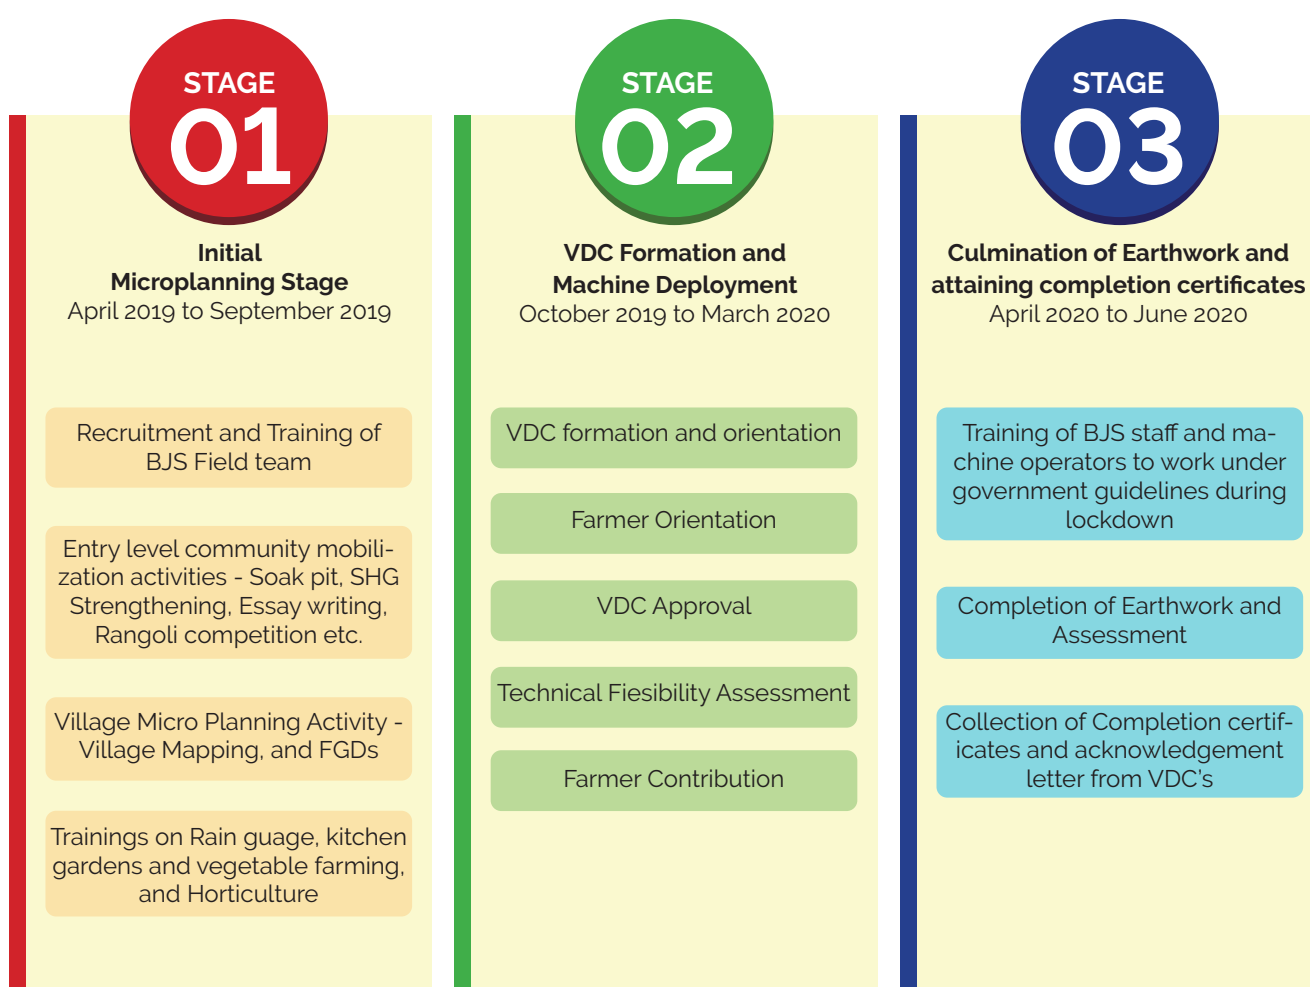 STAGE
01
Initial
Microplanning Stage
April 2019 to September 2019
Recruitment and Training of
BJS Field team
Entry level community mobili-
zation activities - Soak pit, SHG
Strengthening, Essay writing,
Rangoli competition etc.
Village Micro Planning Activity -
Village Mapping, and FGDs
Trainings on Rain guage, kitchen
gardens and vegetable farming,
and Horticulture
STAGE
02
VDC Formation and
Machine Deployment
October 2019 to March 2020
VDC formation and orientation
Farmer Orientation
VDC Approval
Technical Fiesibility Assessment
Farmer Contribution
STAGE
03
Culmination of Earthwork and
attaining completion certificates
April 2020 to June 2020
Training of BJS staff and ma-
chine operators to work under
government guidelines during
lockdown
Completion of Earthwork and
Assessment
Collection of Completion certif-
icates and acknowledgement
letter from VDC's